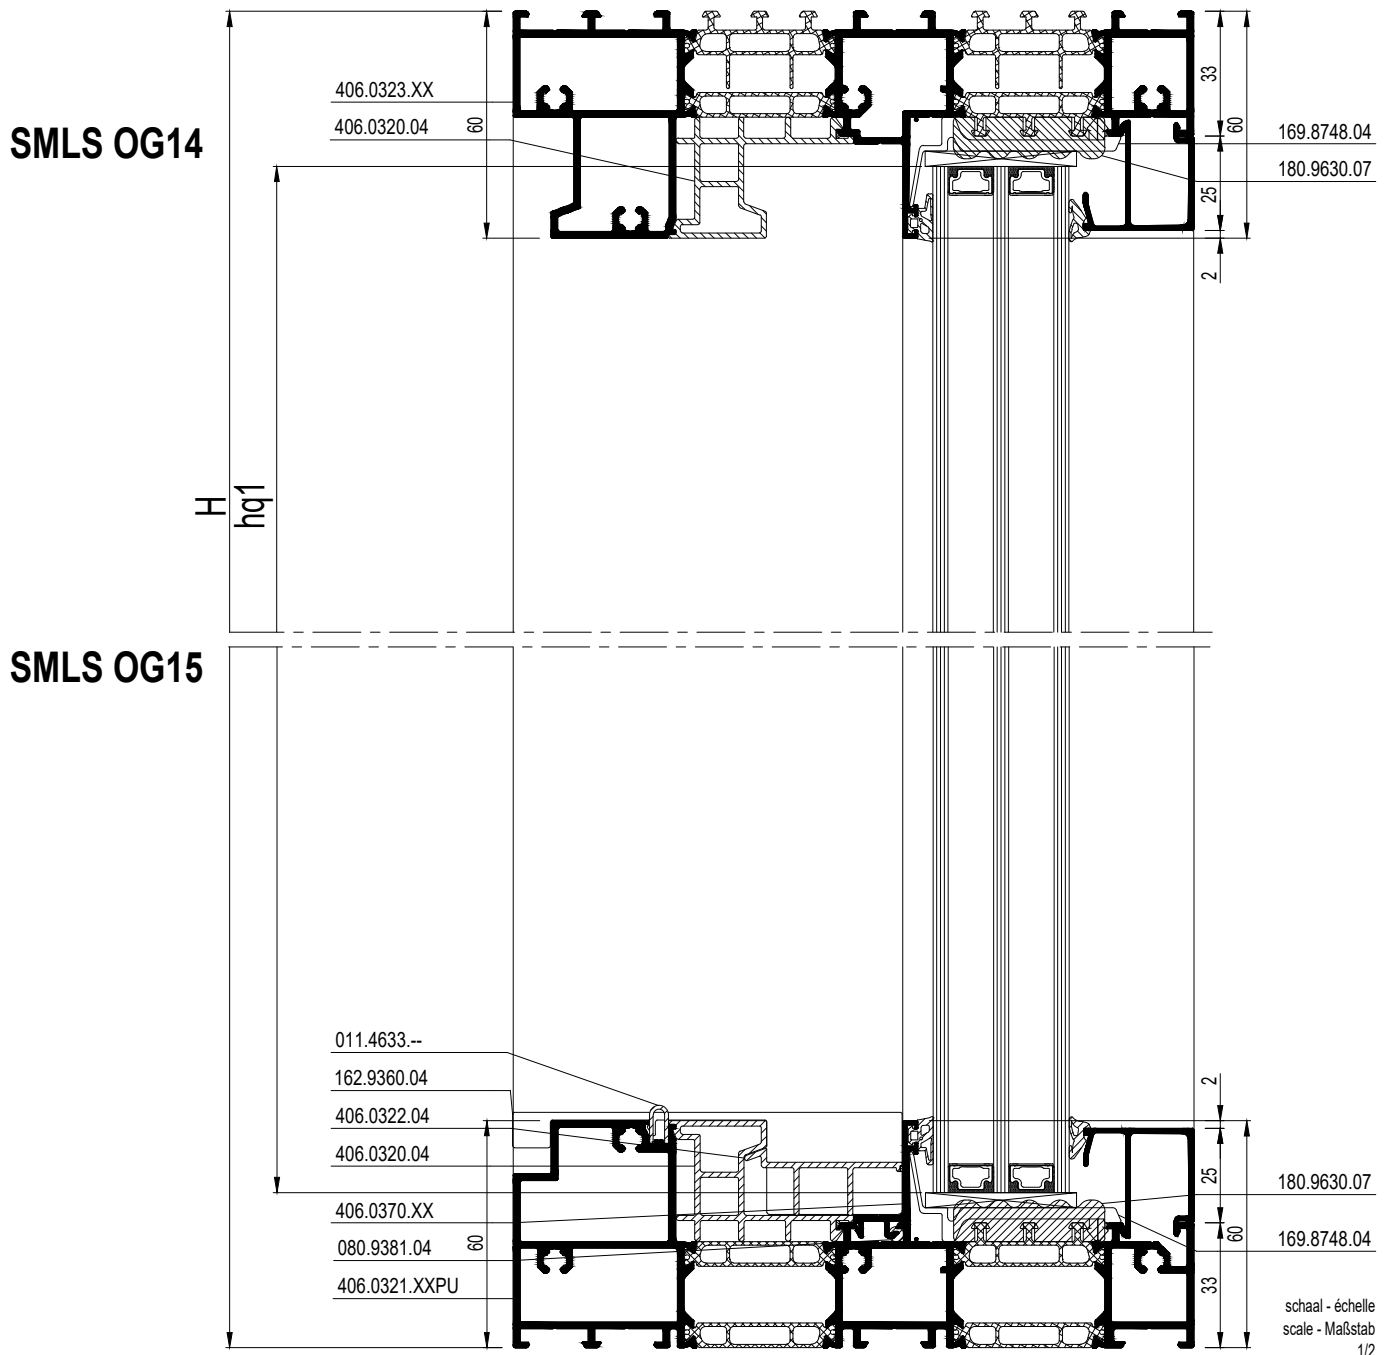 SMLS OG14
406.0323.XX
406.0320.04
60
60
33
60
25
2
169.8748.04
180.9630.07
H
hq1
SMLS OG15
011.4633.--
162.9360.04
406.0322.04
406.0320.04
406.0370.XX
080.9381.04
406.0321.XXPU
60
2
25
60
33
180.9630.07
169.8748.04
schaal - échelle
scale - Maßstab
1/2